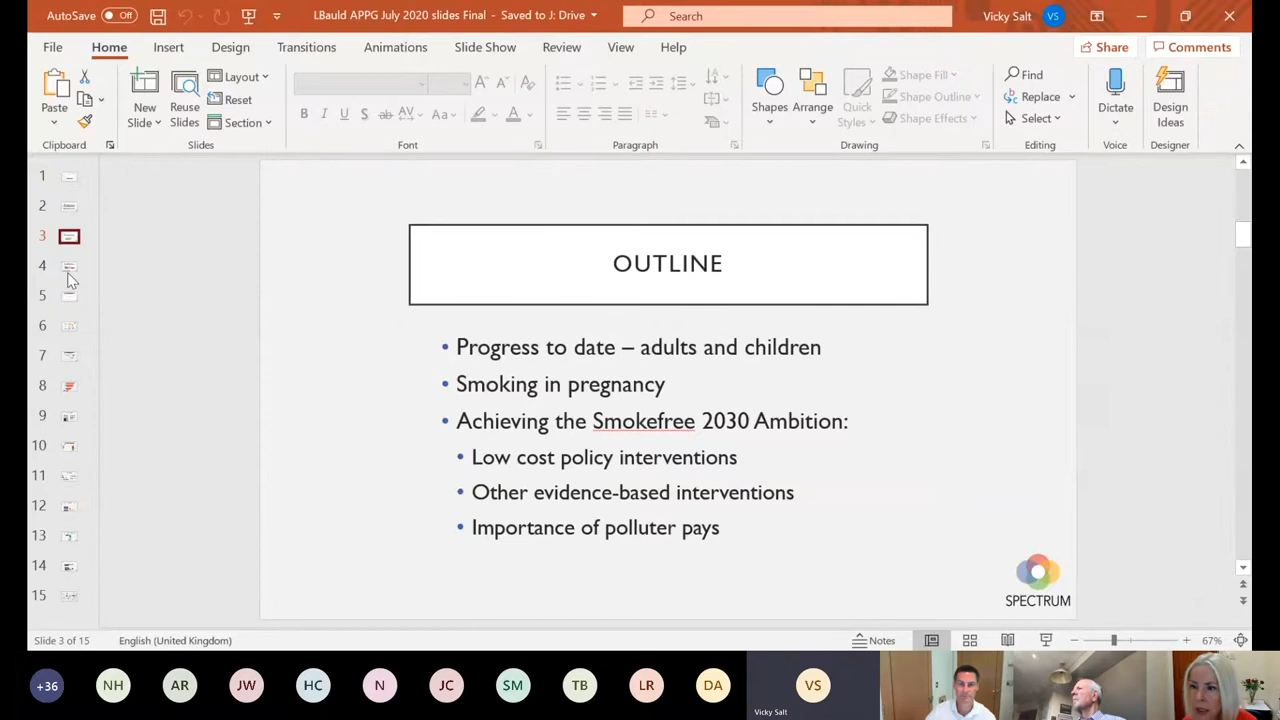 AutoSave Off
LBauld APPG July 2020 slides Final - Saved to J: Drive
Search
Vicky Salt VS
File Home Insert Design Transitions Animations Slide Show Review View Help
Share Comments
Paste
Clipboard
New Slide
Reuse Slides
Layout
Reset
Section
Slides
B I U S ab AV Aa A
Font
Paragraph
Shapes
Arrange
Quick Styles
Shape Fill
Shape Outline
Shape Effects
Drawing
Find
Replace
Select
Editing
Dictate
Voice
Design Ideas
Designer
1
2
3
4
5
6
7
8
9
10
11
12
13
14
15
OUTLINE
• Progress to date – adults and children
• Smoking in pregnancy
• Achieving the Smokefree 2030 Ambition:
• Low cost policy interventions
• Other evidence-based interventions
• Importance of polluter pays
SPECTRUM
Slide 3 of 15 English (United Kingdom) Notes 67%
+36 NH AR JW HC N JC SM TB LR DA VS
Vicky Salt